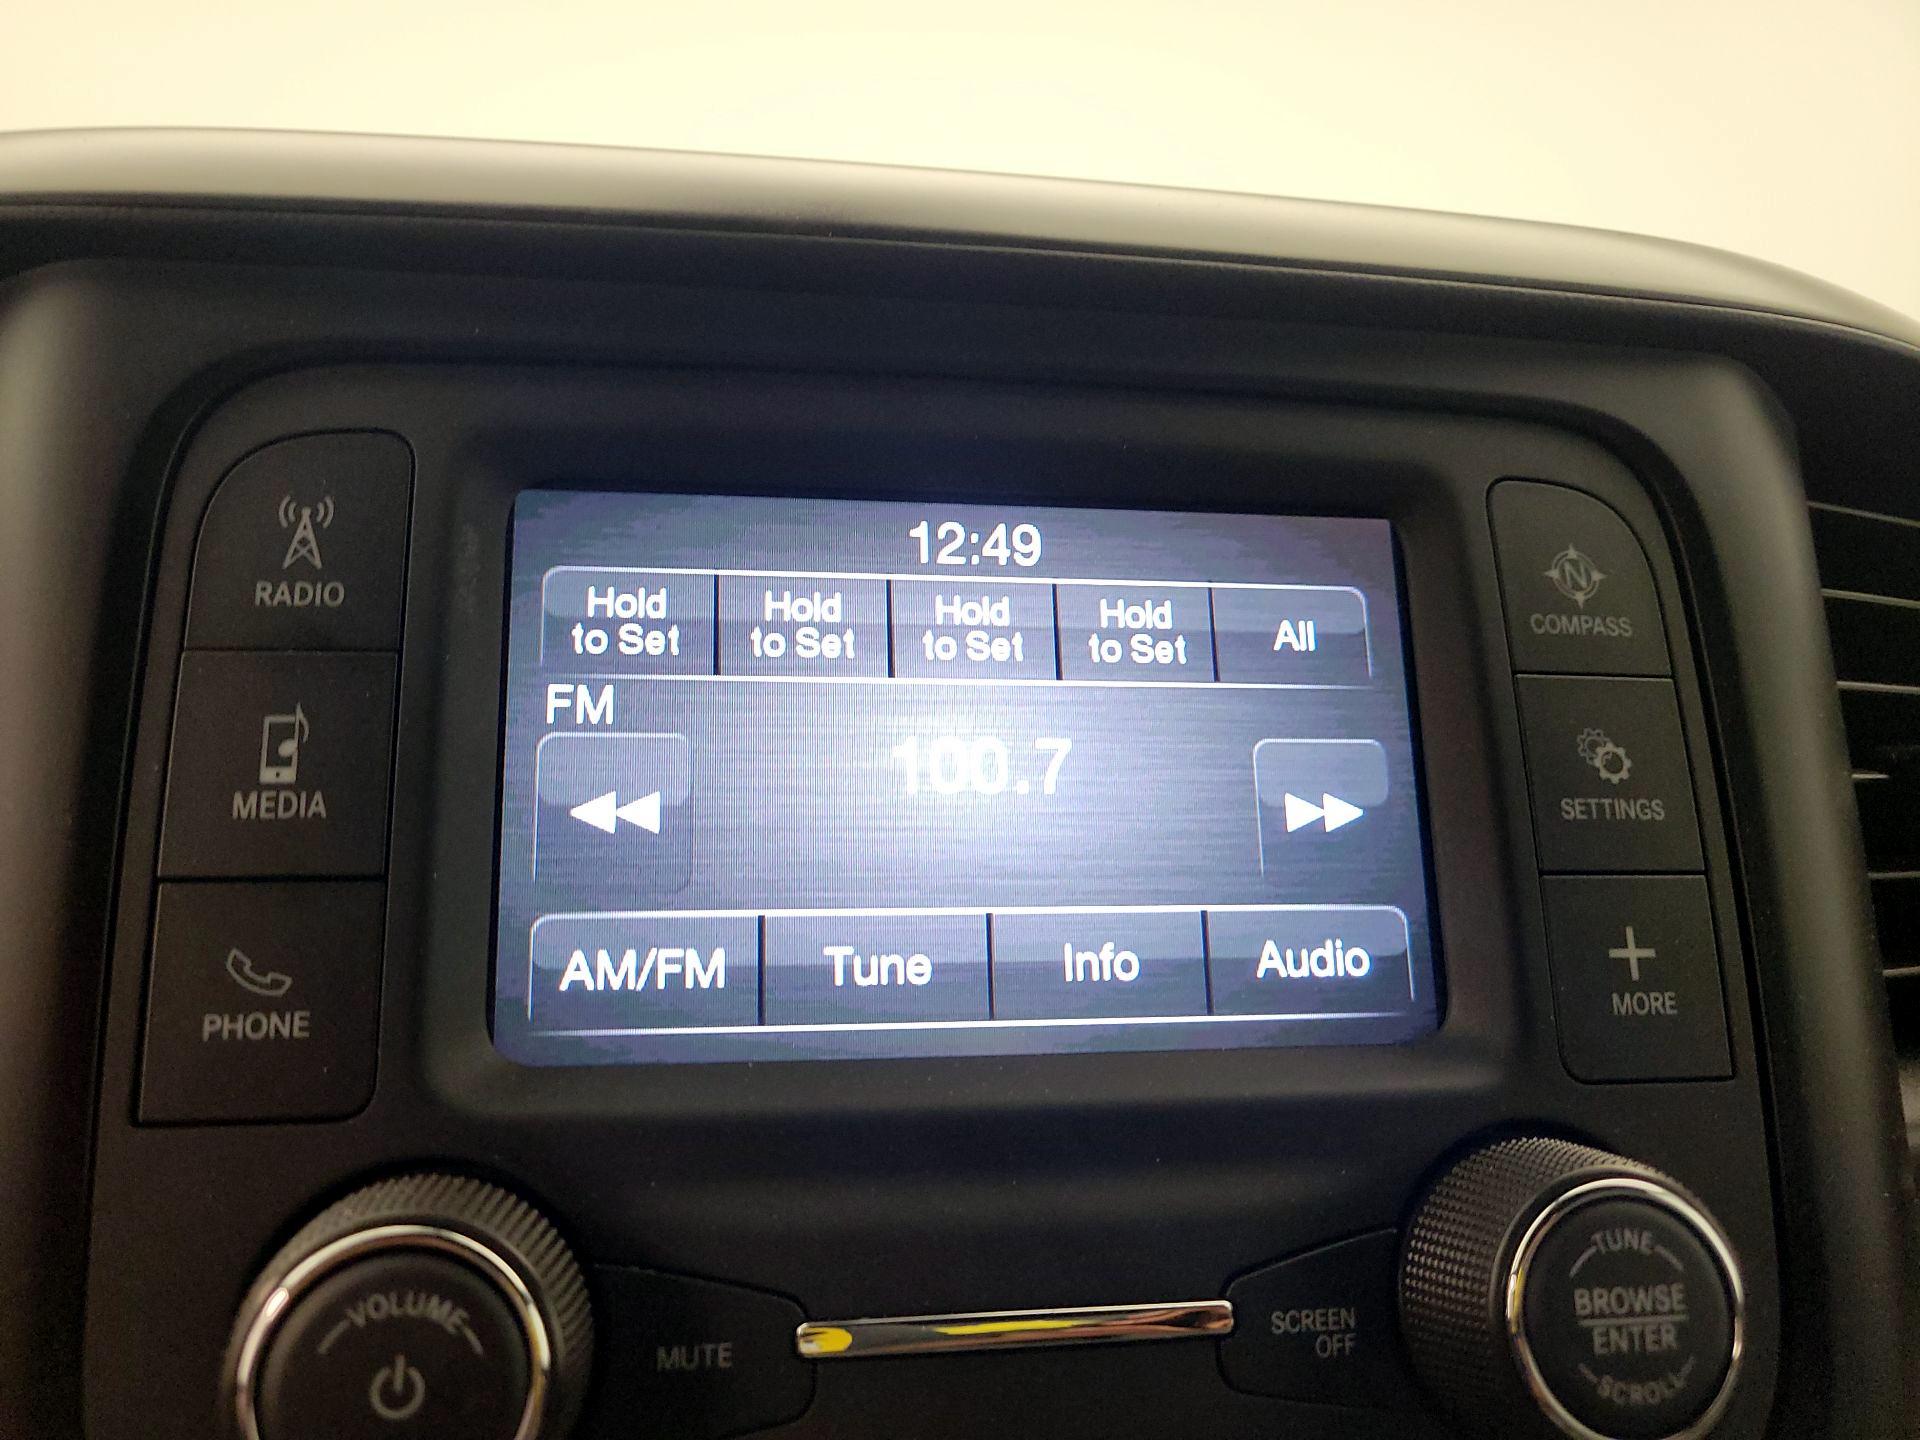 12:49
Hold to Set
Hold to Set
Hold to Set
Hold to Set
All
FM
100.7
AM/FM
Tune
Info
Audio
RADIO
MEDIA
PHONE
N
COMPASS
SETTINGS
MORE
VOLUME
MUTE
SCREEN
OFF
TUNE
BROWSE
ENTER
SCROLL